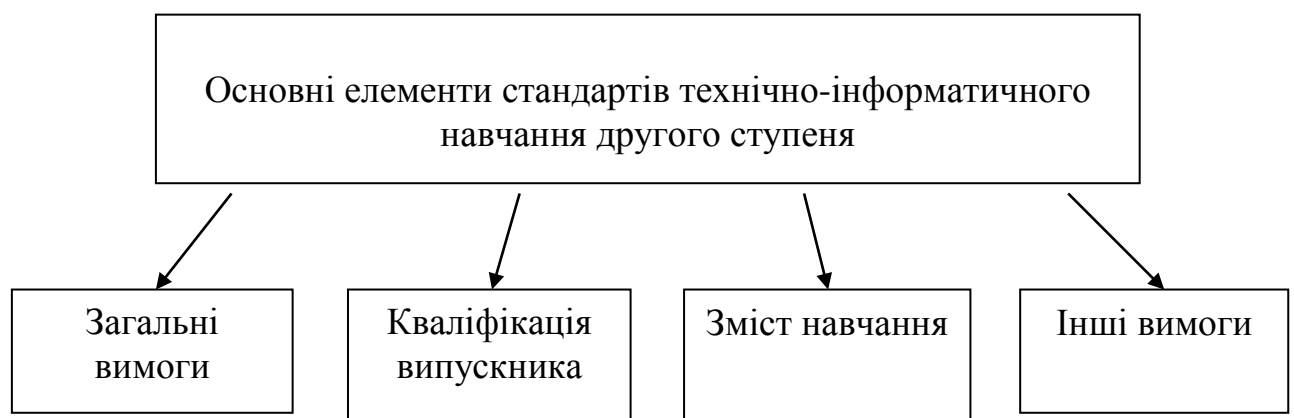 Основні елементи стандартів технічно-інформатичного
навчання другого ступеня
Загальні
вимоги
Кваліфікація
випускника
Зміст навчання
Інші вимоги